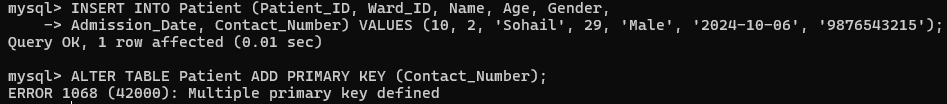 mysql> INSERT INTO Patient (Patient_ID, Ward_ID, Name, Age, Gender,
    -> Admission_Date, Contact_Number) VALUES (10, 2, 'Sohail', 29, 'Male', '2024-10-06', '9876543215');
Query OK, 1 row affected (0.01 sec)

mysql> ALTER TABLE Patient ADD PRIMARY KEY (Contact_Number);
ERROR 1068 (42000): Multiple primary key defined